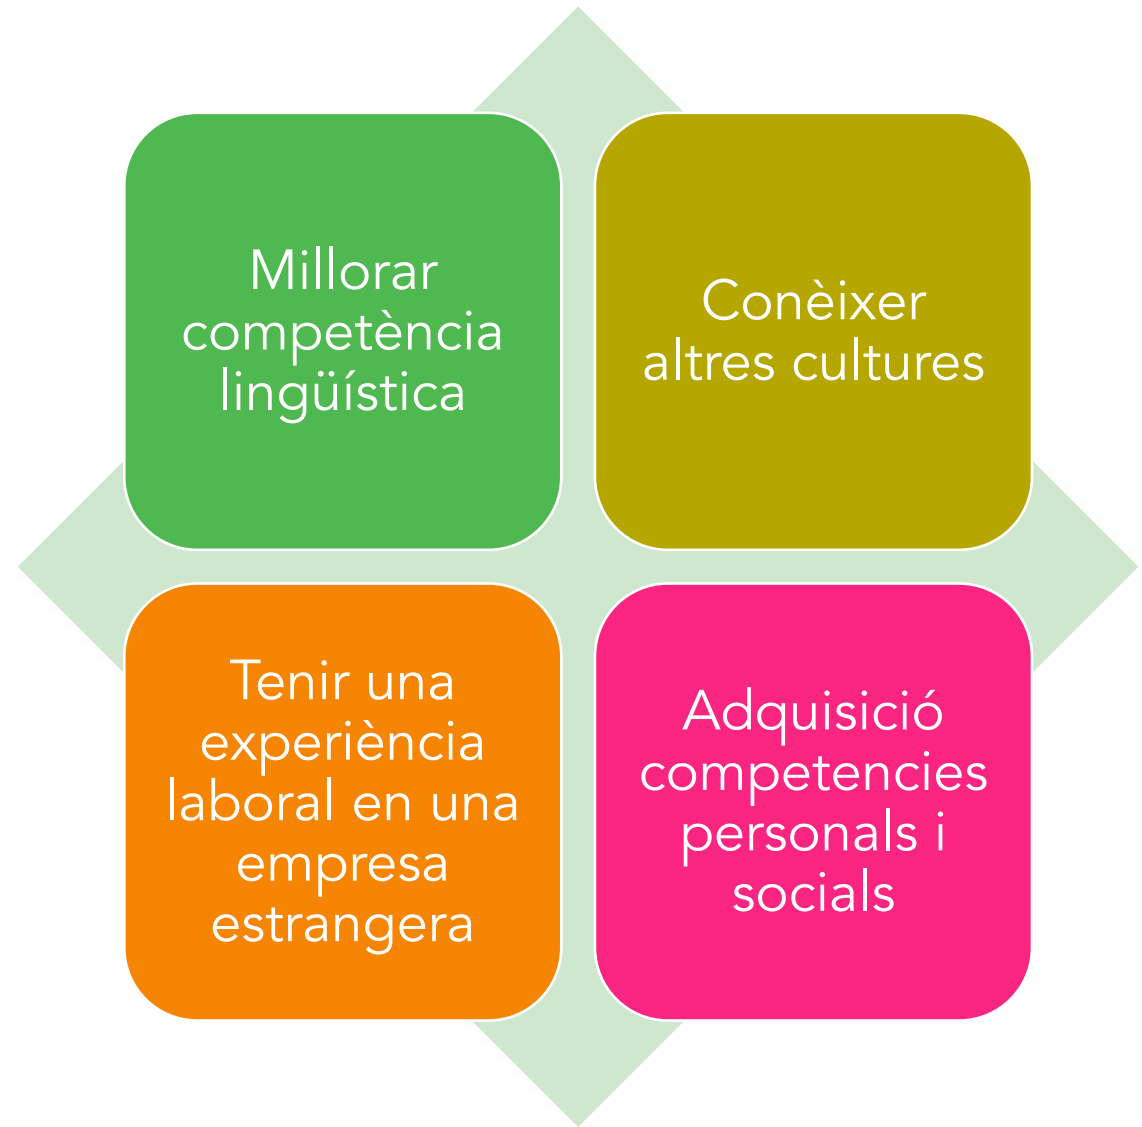 Millorar
competència
lingüística
Conèixer
altres cultures
Tenir una
experiència
laboral en una
empresa
estrangera
Adquisició
competencies
personals i
socials